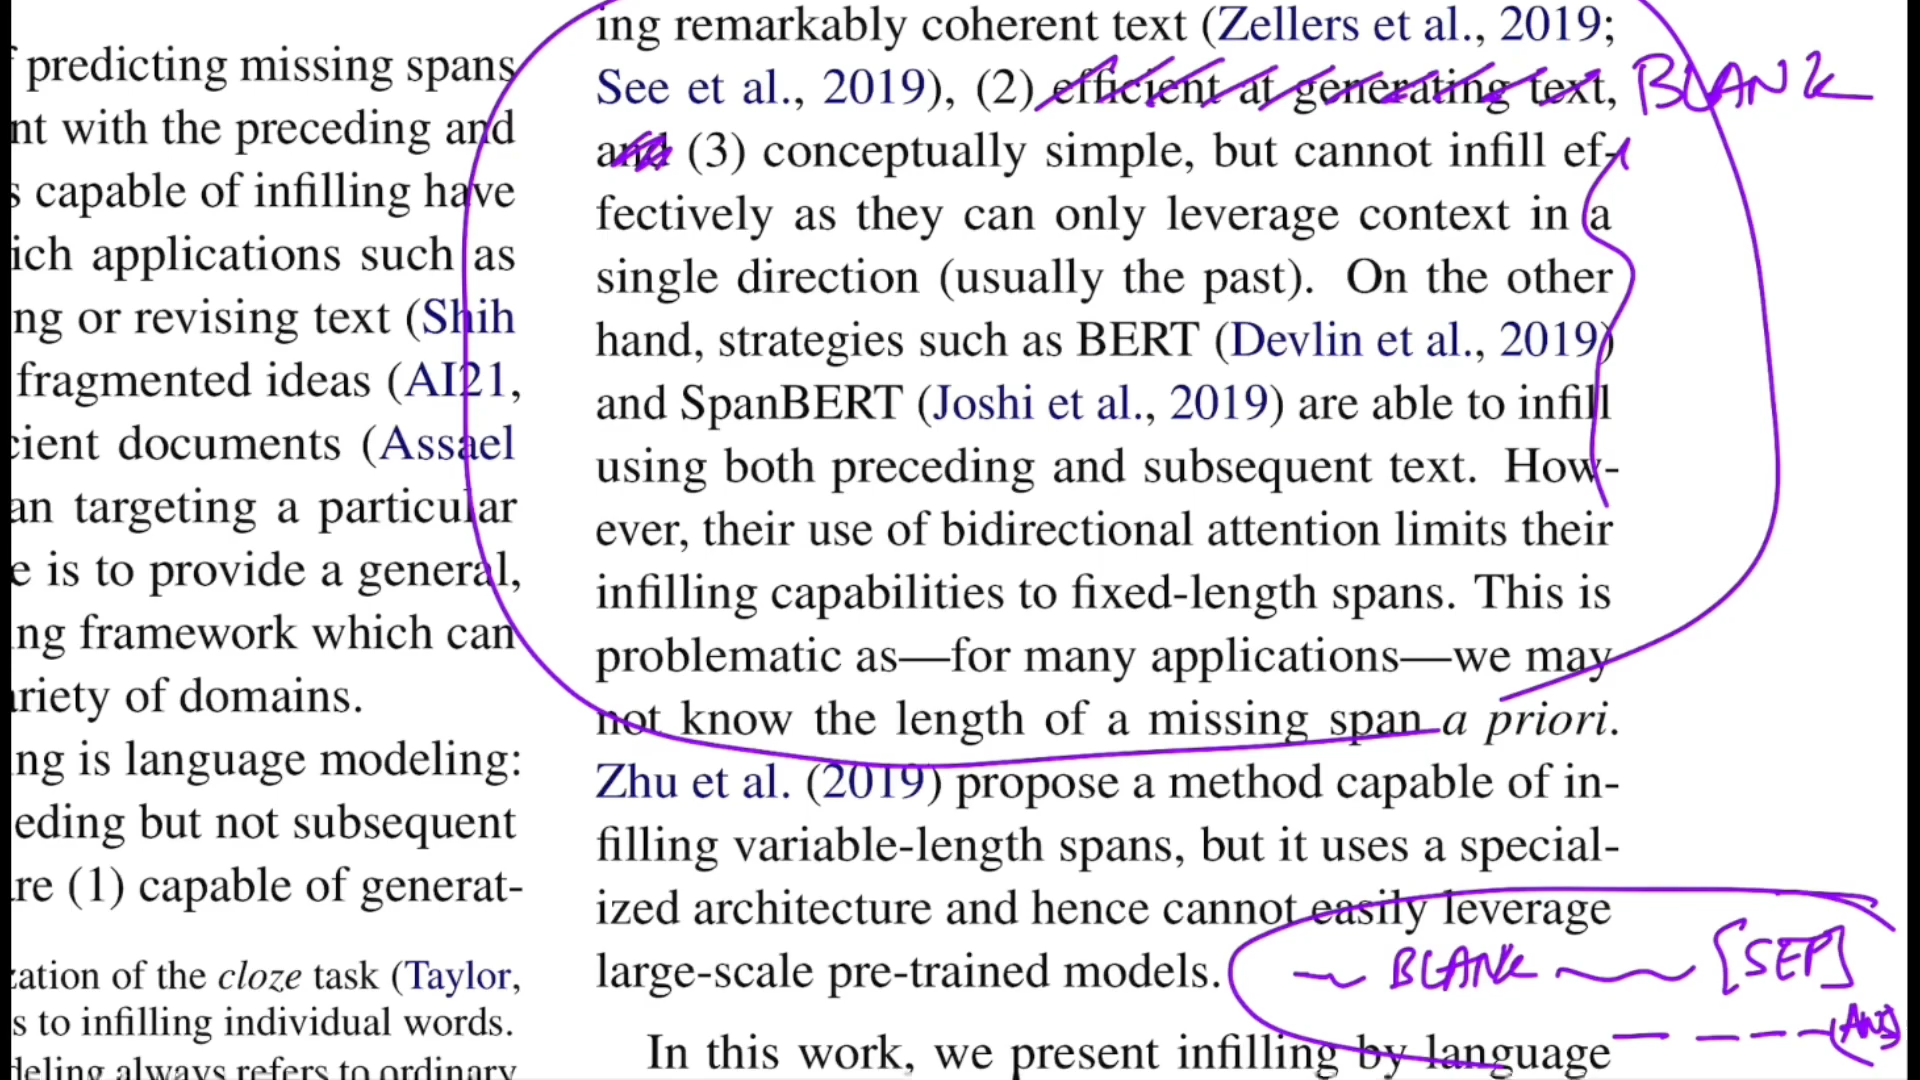 predicting missing spans
nt with the preceding and
s capable of infilling have
ich applications such as
ng or revising text (Shih
fragmented ideas (AI21,
cient documents (Assael
an targeting a particular
e is to provide a general,
ing framework which can
riety of domains.
ng is language modeling:
eding but not subsequent
re (1) capable of generat-
zation of the cloze task (Taylor,
s to infilling individual words.
deling always refers to ordinary
ing remarkably coherent text (Zellers et al., 2019;
See et al., 2019), (2) efficient at generating text, BLANK
and (3) conceptually simple, but cannot infill ef-
fectively as they can only leverage context in a
single direction (usually the past). On the other
hand, strategies such as BERT (Devlin et al., 2019)
and SpanBERT (Joshi et al., 2019) are able to infill
using both preceding and subsequent text. How-
ever, their use of bidirectional attention limits their
infilling capabilities to fixed-length spans. This is
problematic as—for many applications—we may
not know the length of a missing span a priori.
Zhu et al. (2019) propose a method capable of in-
filling variable-length spans, but it uses a special-
ized architecture and hence cannot easily leverage
large-scale pre-trained models.
BLANK [SEP]
(ANS)
In this work, we present infilling by language